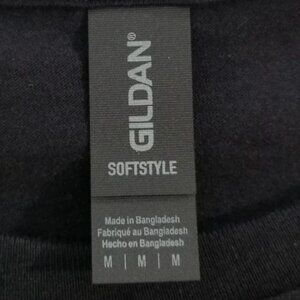 GILDAN®
SOFTSTYLE
Made in Bangladesh
Fabriqué au Bangladesh
Hecho en Bangladesh
M | M | M